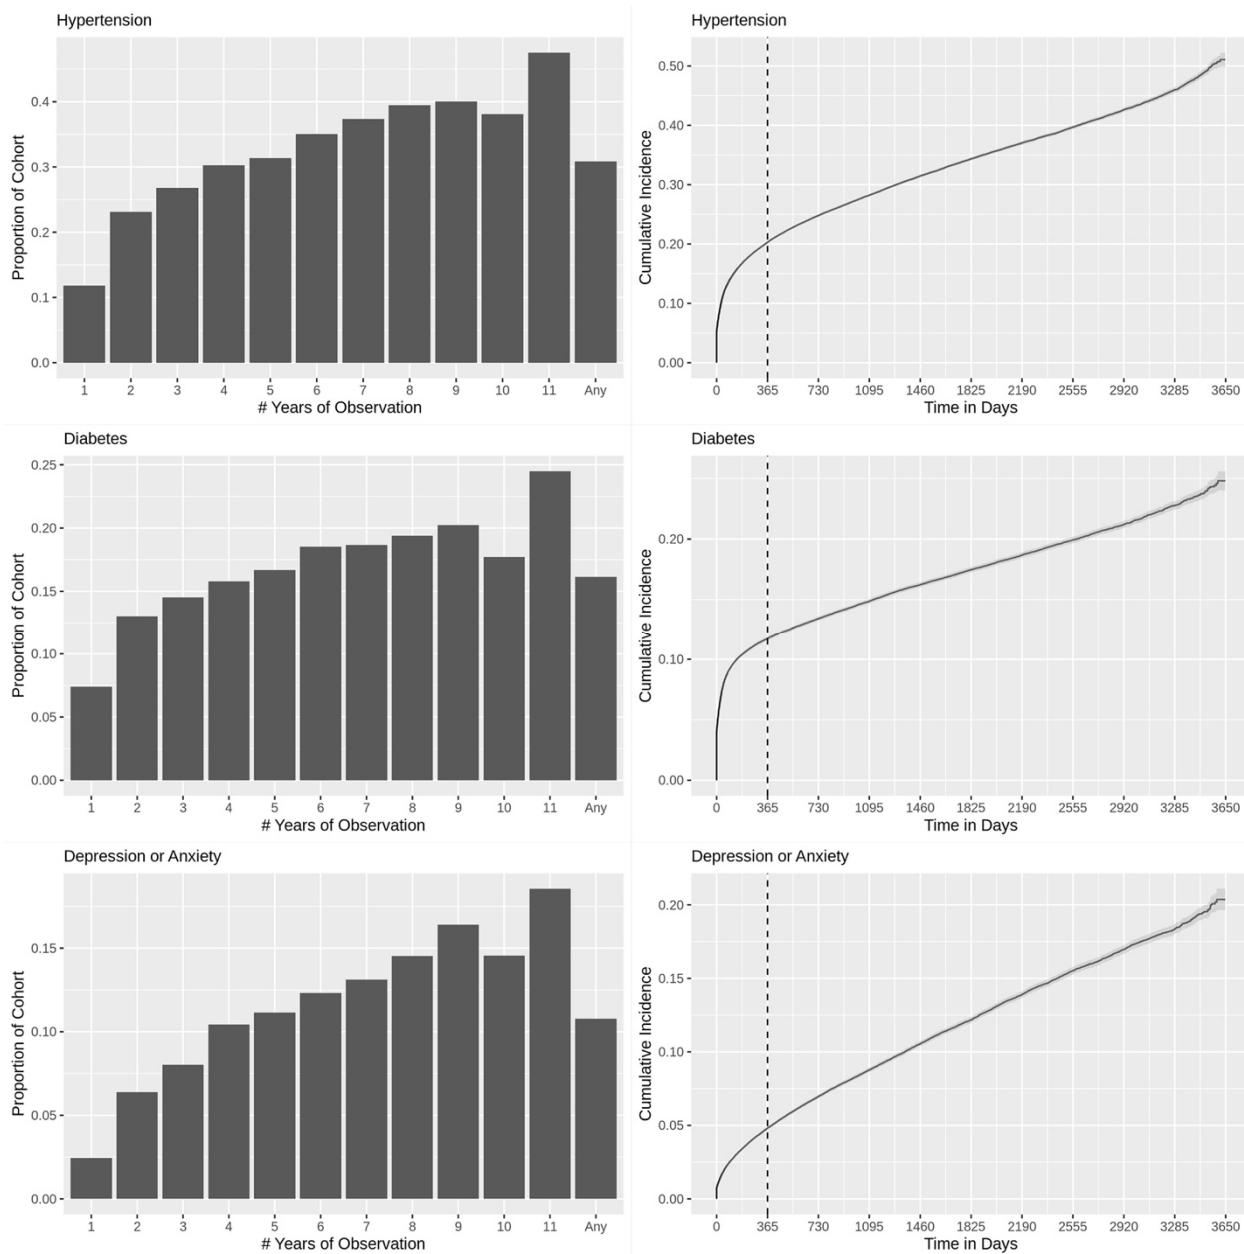 Hypertension
Proportion of Cohort
0.4
0.3
0.2
0.1
0.0
1 2 3 4 5 6 7 8 9 10 11 Any
# Years of Observation
Hypertension
Cumulative Incidence
0.50
0.40
0.30
0.20
0.10
0.00
0 365 730 1095 1460 1825 2190 2555 2920 3285 3650
Time in Days
Diabetes
Proportion of Cohort
0.25
0.20
0.15
0.10
0.05
0.00
1 2 3 4 5 6 7 8 9 10 11 Any
# Years of Observation
Diabetes
Cumulative Incidence
0.20
0.10
0.00
0 365 730 1095 1460 1825 2190 2555 2920 3285 3650
Time in Days
Depression or Anxiety
Proportion of Cohort
0.15
0.10
0.05
0.00
1 2 3 4 5 6 7 8 9 10 11 Any
# Years of Observation
Depression or Anxiety
Cumulative Incidence
0.20
0.15
0.10
0.05
0.00
0 365 730 1095 1460 1825 2190 2555 2920 3285 3650
Time in Days